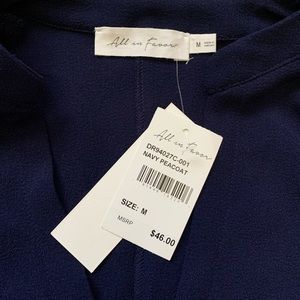 All in Favor
M
All in Favor
DR94027C-001
NAVY PEACOAT
SIZE: M
MSRP
$46.00